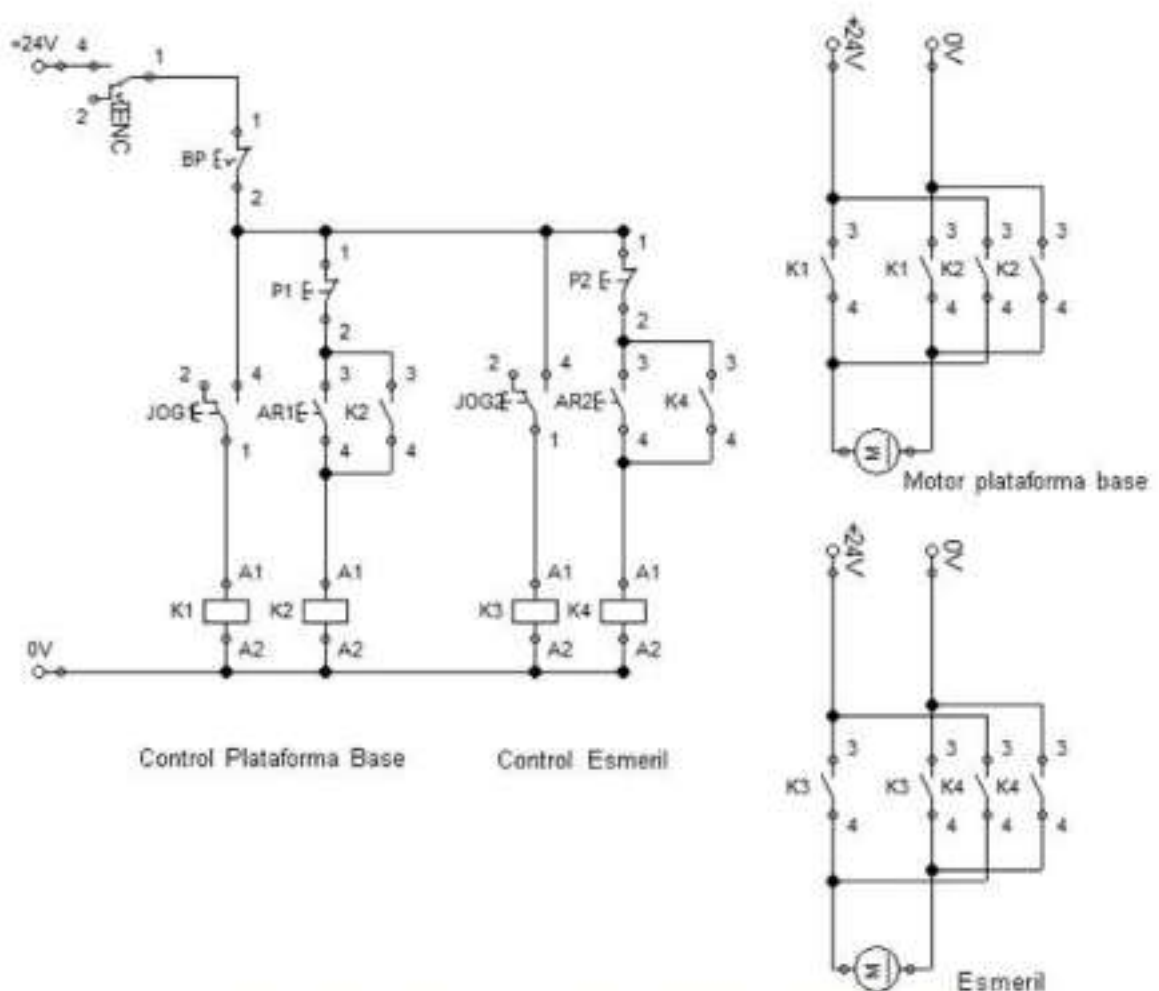 +24V
4
1
2
ENC
1
BP
2
1
P1
2
1
P2
2
2
4
JOG1
1
3
AR1
4
3
K2
4
2
4
JOG2
1
3
AR2
4
3
K4
4
A1
K1
A2
A1
K2
A2
A1
K3
A2
A1
K4
A2
0V
Control Plataforma Base
Control Esmeril
+24V
0V
3
K1
4
3
K1
4
3
K2
4
3
K2
4
M
Motor plataforma base
+24V
0V
3
K3
4
3
K3
4
3
K4
4
3
K4
4
M
Esmeril